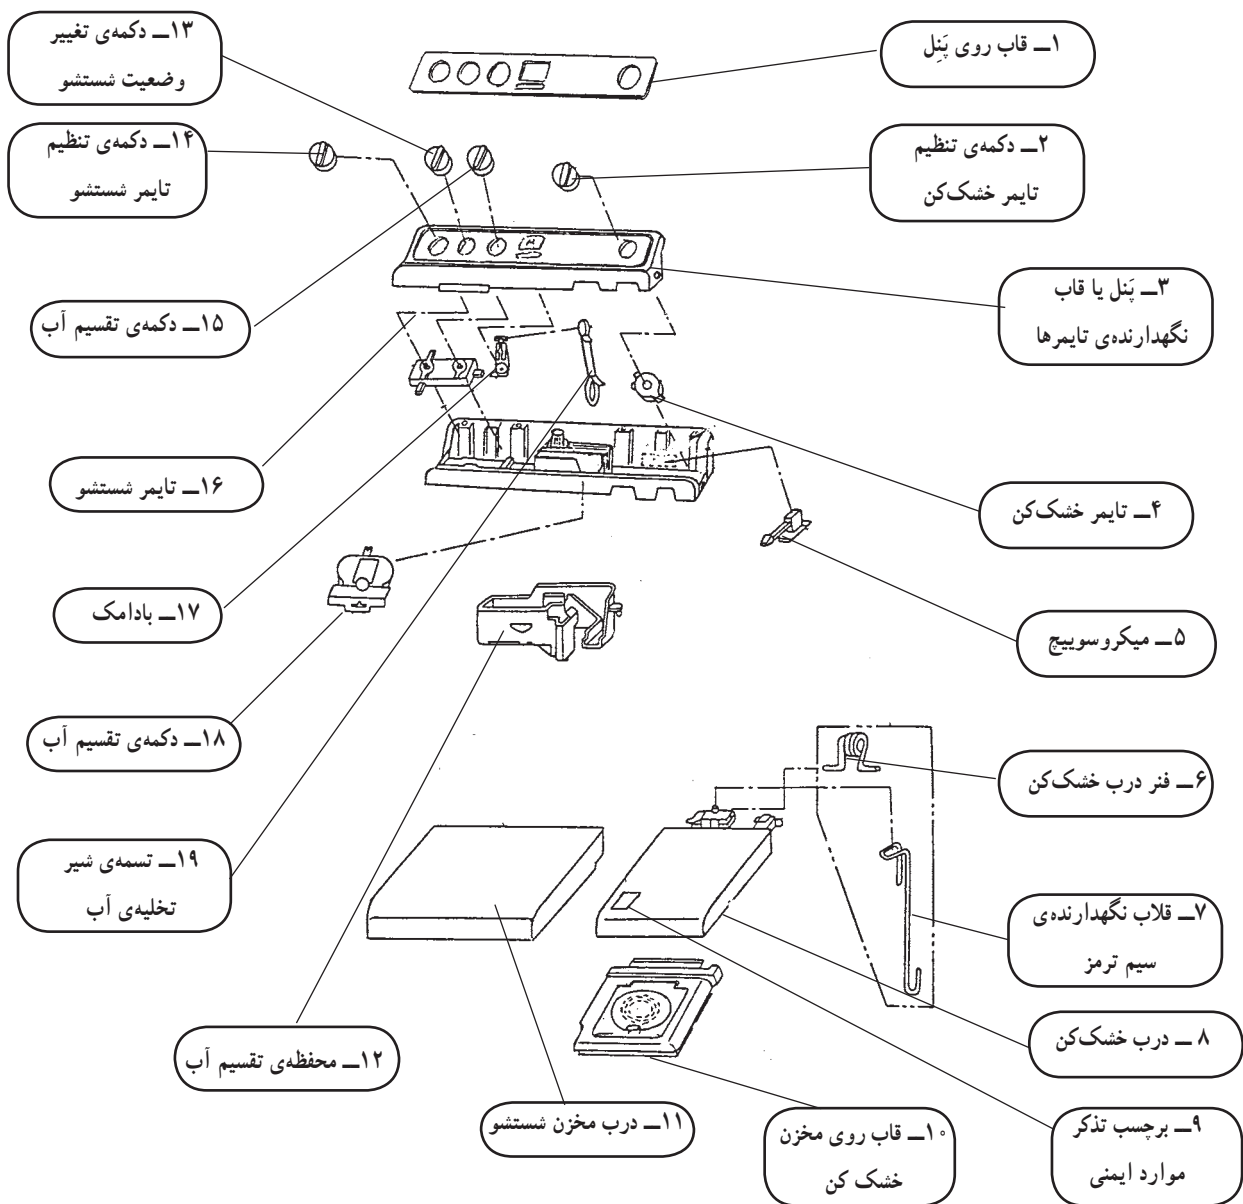 ۱ــ قاب روی پَنِل
۲ــ دکمه‌ی تنظیم
تایمر خشک‌کن
۳ــ پَنل یا قاب
نگهدارنده‌ی تایمرها
۴ــ تایمر خشک‌کن
۵ــ میکروسوییچ
۶ــ فنر درب خشک‌کن
۷ــ قلاب نگهدارنده‌ی
سیم ترمز
۸ ــ درب خشک‌کن
۹ــ برچسب تذکر
موارد ایمنی
۱۰ــ قاب روی مخزن
خشک کن
۱۱ــ درب مخزن شستشو
۱۲ــ محفظه‌ی تقسیم آب
۱۳ــ دکمه‌ی تغییر
وضعیت شستشو
۱۴ــ دکمه‌ی تنظیم
تایمر شستشو
۱۵ــ دکمه‌ی تقسیم آب
۱۶ــ تایمر شستشو
۱۷ــ بادامک
۱۸ــ دکمه‌ی تقسیم آب
۱۹ــ تسمه‌ی شیر
تخلیه‌ی آب